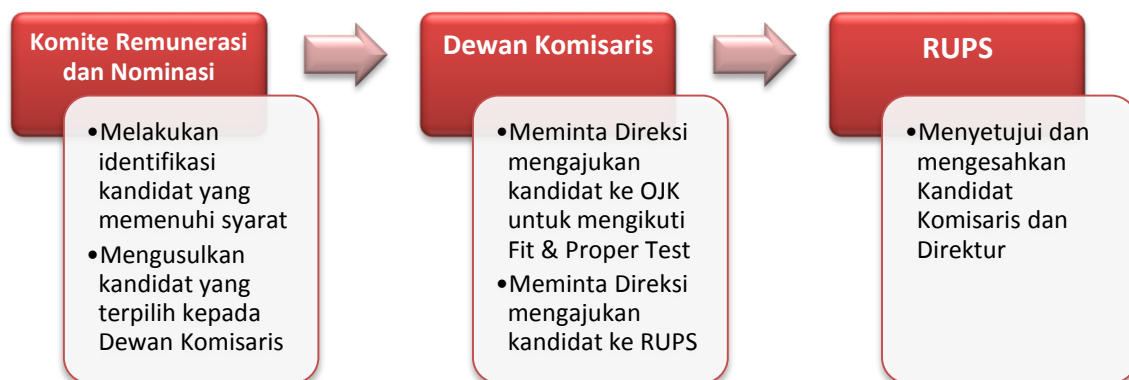 Komite Remunerasi
dan Nominasi
•Melakukan
identifikasi
kandidat yang
memenuhi syarat
•Mengusulkan
kandidat yang
terpilih kepada
Dewan Komisaris
Dewan Komisaris
•Meminta Direksi
mengajukan
kandidat ke OJK
untuk mengikuti
Fit & Proper Test
•Meminta Direksi
mengajukan
kandidat ke RUPS
RUPS
•Menyetujui dan
mengesahkan
Kandidat
Komisaris dan
Direktur